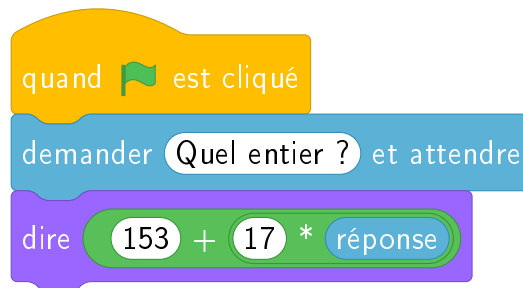 quand est cliqué
demander Quel entier ? et attendre
dire 153 + 17 * réponse